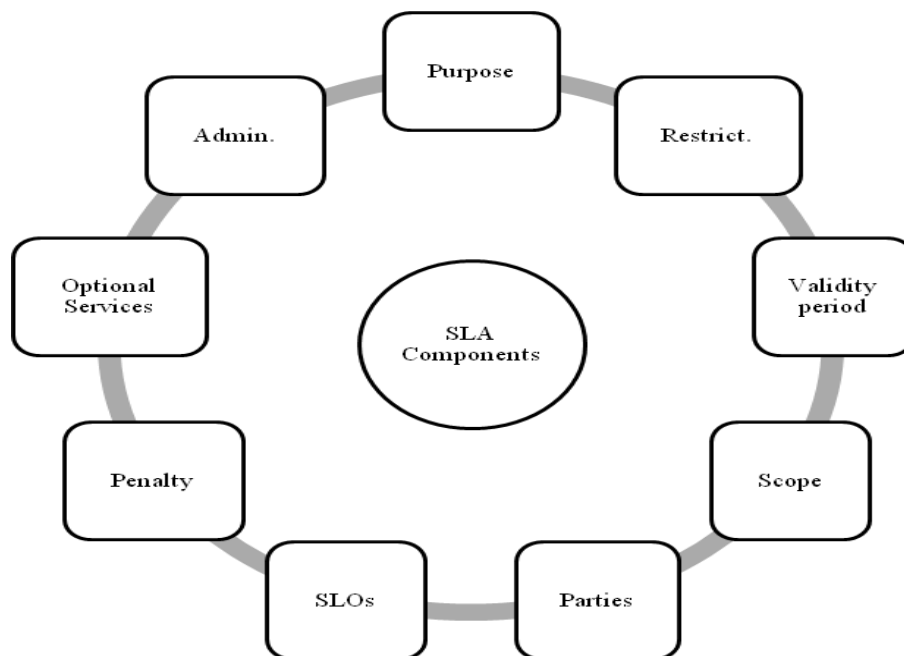 Purpose
Admin.
Restrict.
Optional
Services
Validity
period
SLA
Components
Penalty
Scope
SLOs
Parties